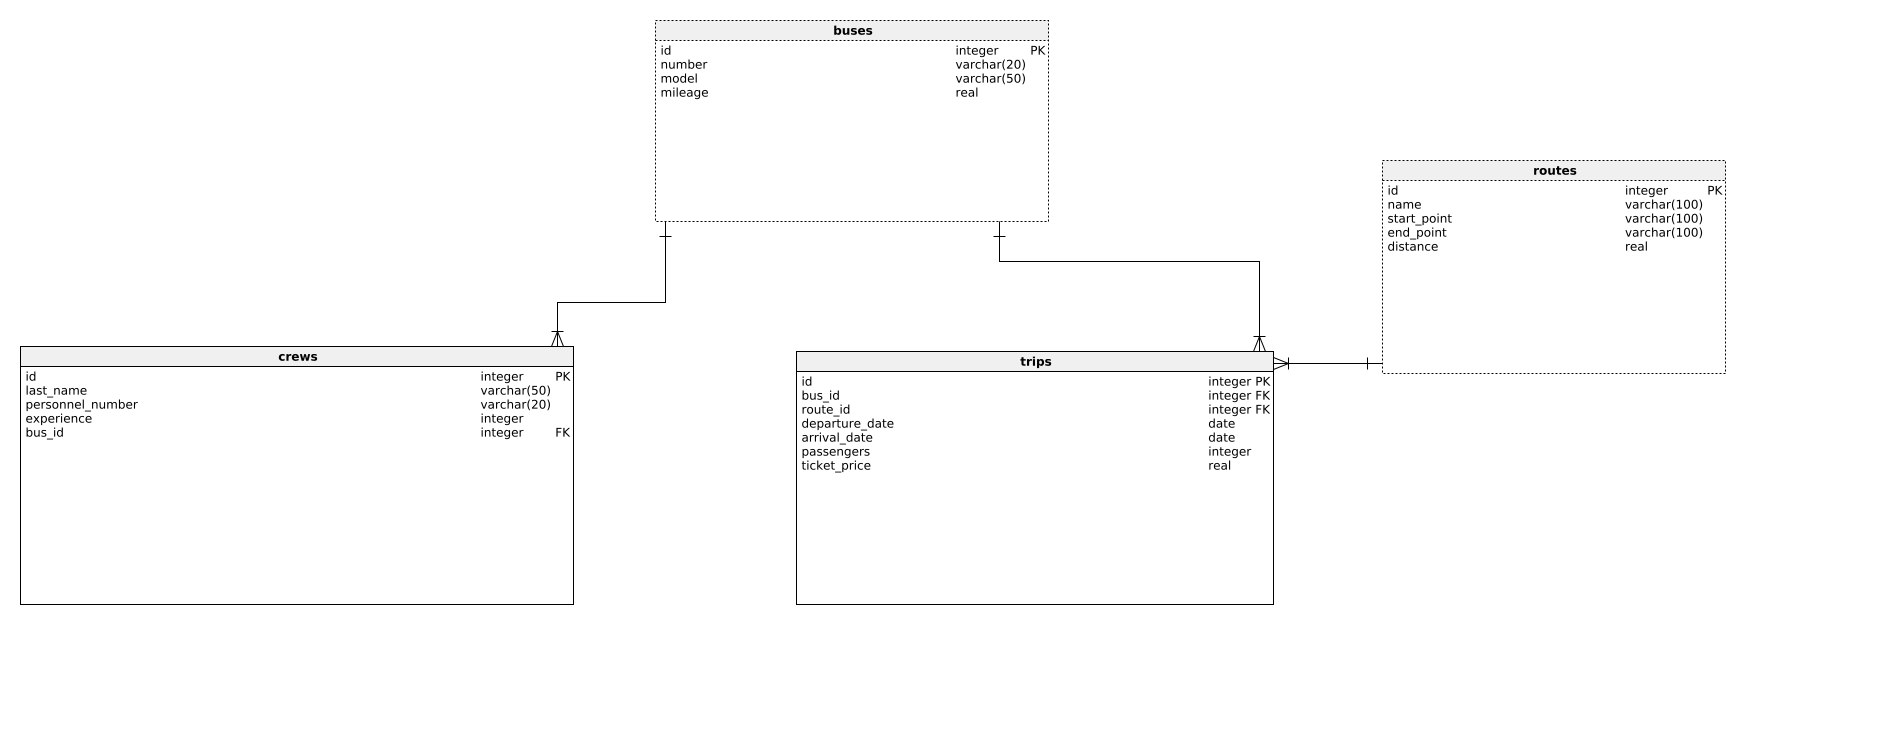 buses
id integer PK
number varchar(20)
model varchar(50)
mileage real
routes
id integer PK
name varchar(100)
start_point varchar(100)
end_point varchar(100)
distance real
crews
id integer PK
last_name varchar(50)
personnel_number varchar(20)
experience integer
bus_id integer FK
trips
id integer PK
bus_id integer FK
route_id integer FK
departure_date date
arrival_date date
passengers integer
ticket_price real